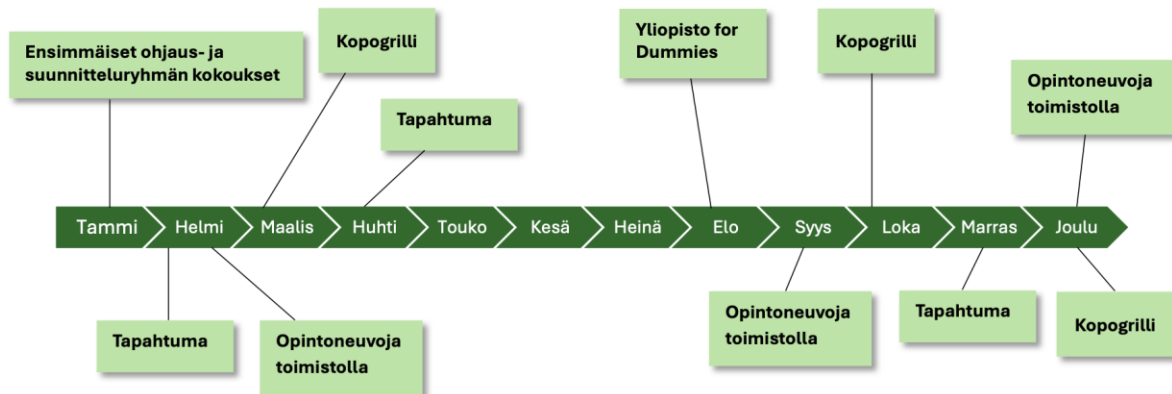 Ensimmäiset ohjaus- ja
suunnitteluryhmän kokoukset
Kopogrilli
Tapahtuma
Yliopisto for
Dummies
Kopogrilli
Opintoneuvoja
toimistolla
Tammi
Helmi
Maalis
Huhti
Touko
Kesä
Heinä
Elo
Syys
Loka
Marras
Joulu
Tapahtuma
Opintoneuvoja
toimistolla
Opintoneuvoja
toimistolla
Tapahtuma
Kopogrilli